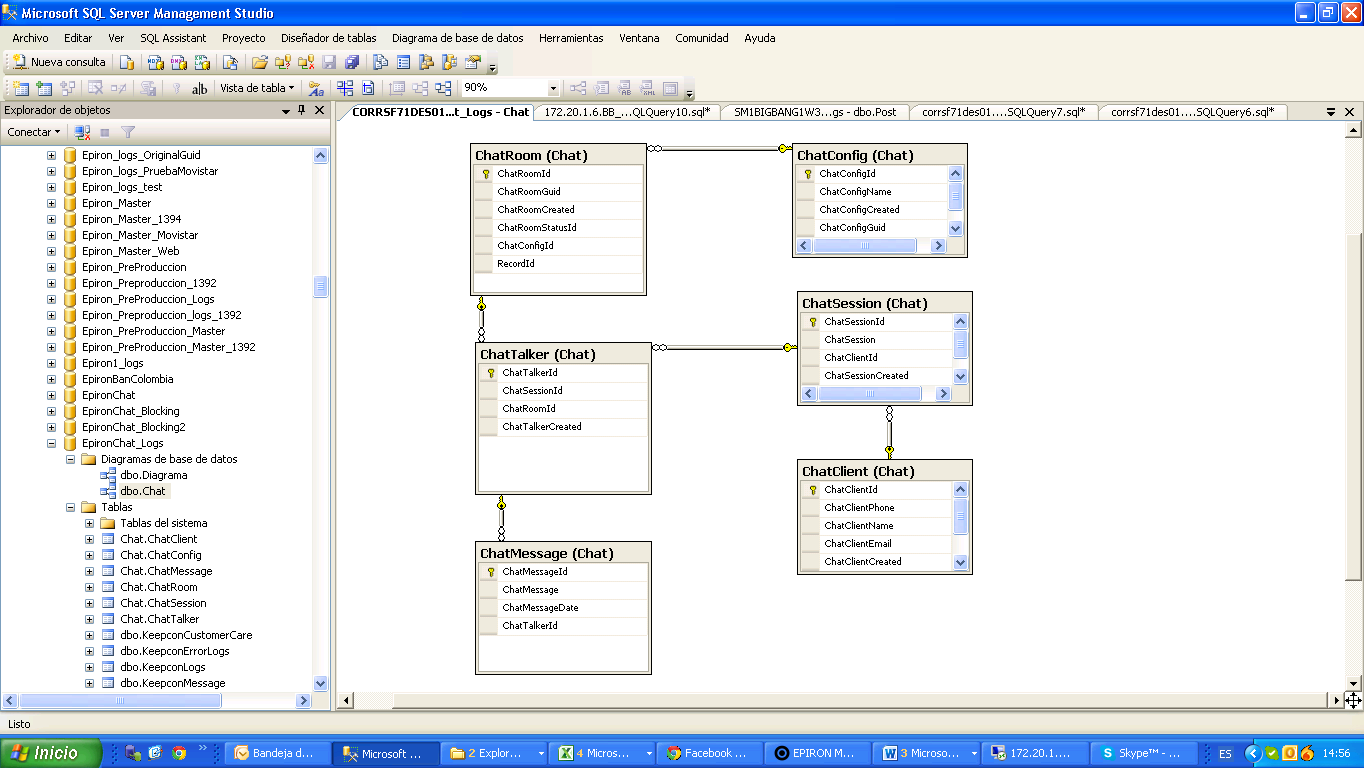 Microsoft SQL Server Management Studio
Archivo Editar Ver SQL Assistant Proyecto Diseñador de tablas Diagrama de base de datos Herramientas Ventana Comunidad Ayuda
Nueva consulta
ab Vista de tabla 90%
Explorador de objetos
CORRSF71DES01...t_Logs - Chat 172.20.1.6.BB_...QLQuery10.sql* SM1BIGBANG1W3...gs - dbo.Post corrsf71des01....SQLQuery7.sql* corrsf71des01....SQLQuery6.sql*
Conectar
Epiron_logs_OriginalGuid
Epiron_logs_PruebaMovistar
Epiron_logs_test
Epiron_Master
Epiron_Master_1394
Epiron_Master_Movistar
Epiron_Master_Web
Epiron_PreProduccion
Epiron_Preproduccion_1392
Epiron_PreProduccion_Logs
Epiron_Preproduccion_logs_1392
Epiron_PreProduccion_Master
Epiron_PreProduccion_Master_1392
Epiron1_logs
EpironBanColombia
EpironChat
EpironChat_Blocking
EpironChat_Blocking2
EpironChat_Logs
Diagramas de base de datos
dbo.Diagrama
dbo.Chat
Tablas
Tablas del sistema
Chat.ChatClient
Chat.ChatConfig
Chat.ChatMessage
Chat.ChatRoom
Chat.ChatSession
Chat.ChatTalker
dbo.KeepconCustomerCare
dbo.KeepconErrorLogs
dbo.KeepconLogs
dbo.KeepconMessage
ChatRoom (Chat)
ChatRoomId
ChatRoomGuid
ChatRoomCreated
ChatRoomStatusId
ChatConfigId
RecordId
ChatConfig (Chat)
ChatConfigId
ChatConfigName
ChatConfigCreated
ChatConfigGuid
ChatTalker (Chat)
ChatTalkerId
ChatSessionId
ChatRoomId
ChatTalkerCreated
ChatSession (Chat)
ChatSessionId
ChatSession
ChatClientId
ChatSessionCreated
ChatMessage (Chat)
ChatMessageId
ChatMessage
ChatMessageDate
ChatTalkerId
ChatClient (Chat)
ChatClientId
ChatClientPhone
ChatClientName
ChatClientEmail
ChatClientCreated
Listo
Inicio Bandeja d... Microsoft ... 2 Explor... 4 Micros... Facebook ... EPIRON M... 3 Microso... 172.20.1.... Skype™ - ... ES 14:56